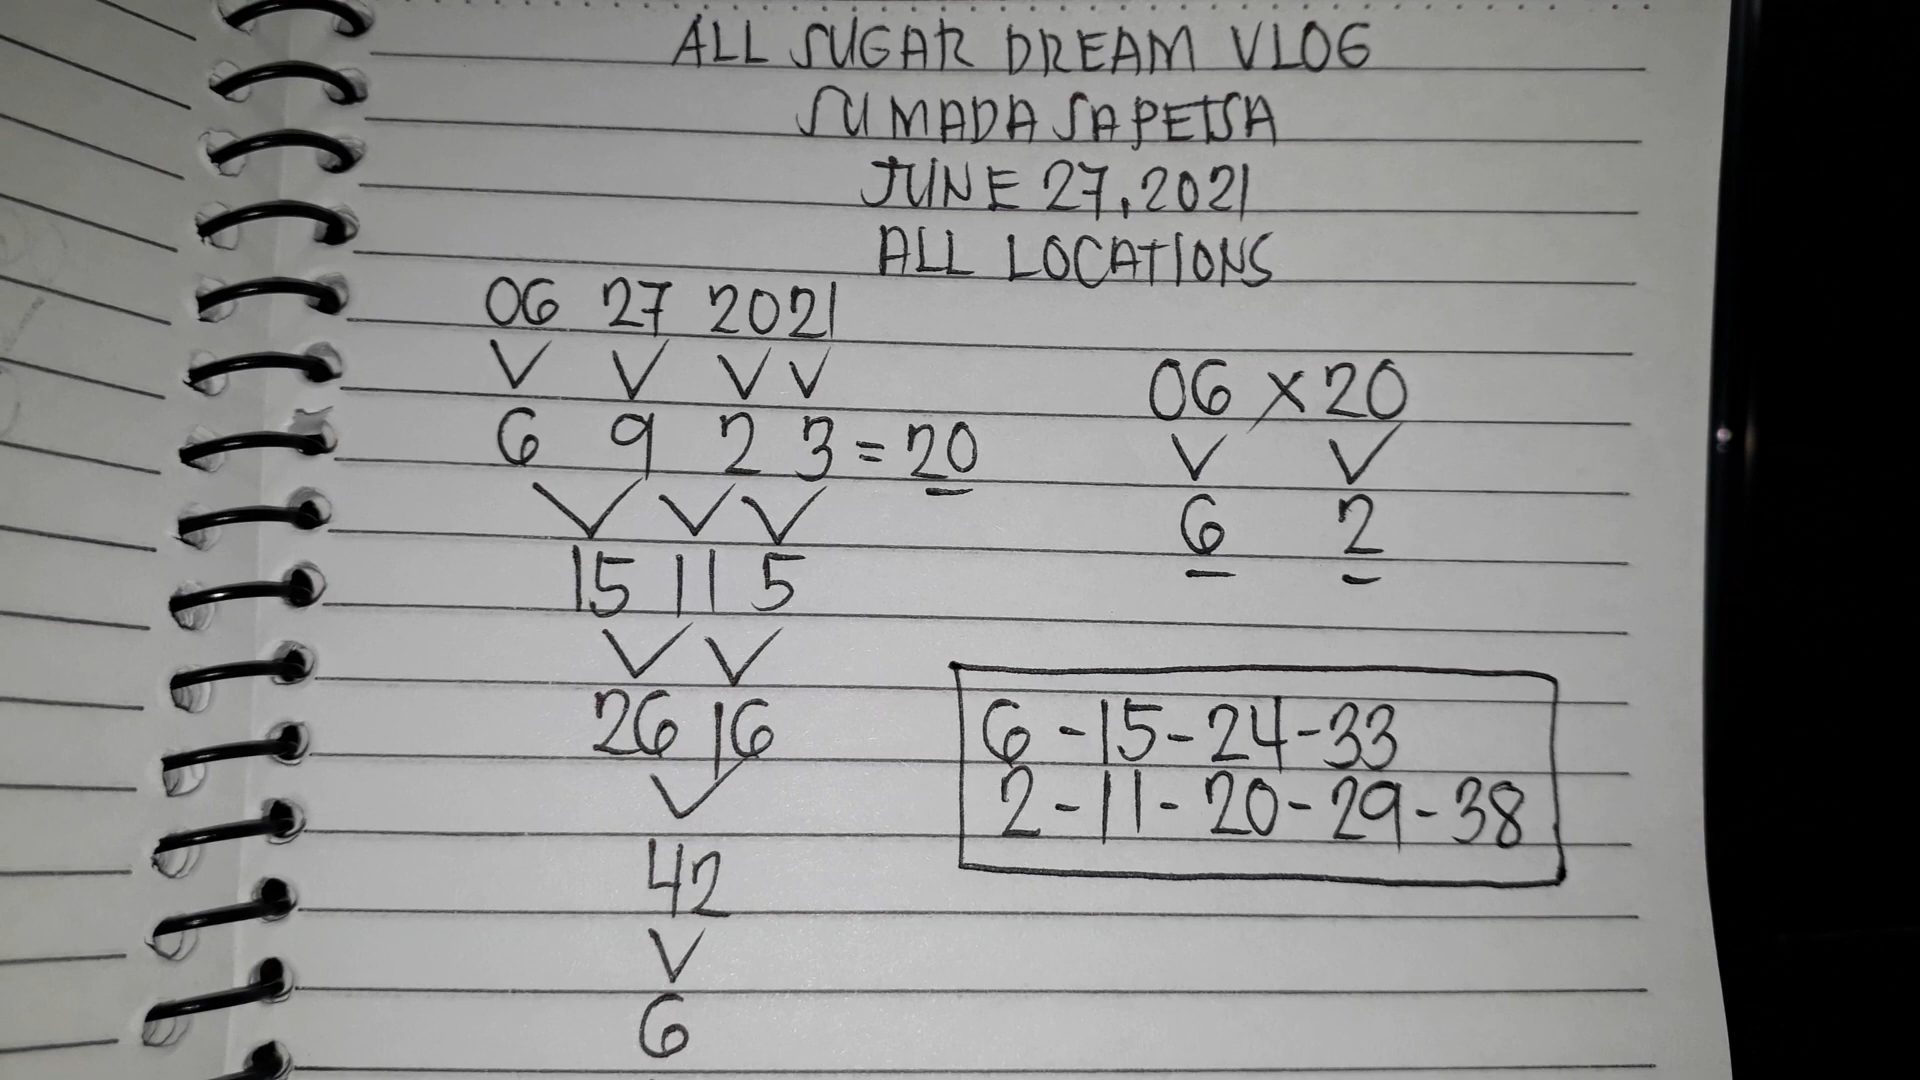 ALL SUGAR DREAM VLOG
SUMADA SA PETSA
JUNE 27, 2021
ALL LOCATIONS
06 27 2021
6 9 2 3 = 20
15 11 5
26 16
42
6
06 X 20
6 2
6 - 15 - 24 - 33
2 - 11 - 20 - 29 - 38